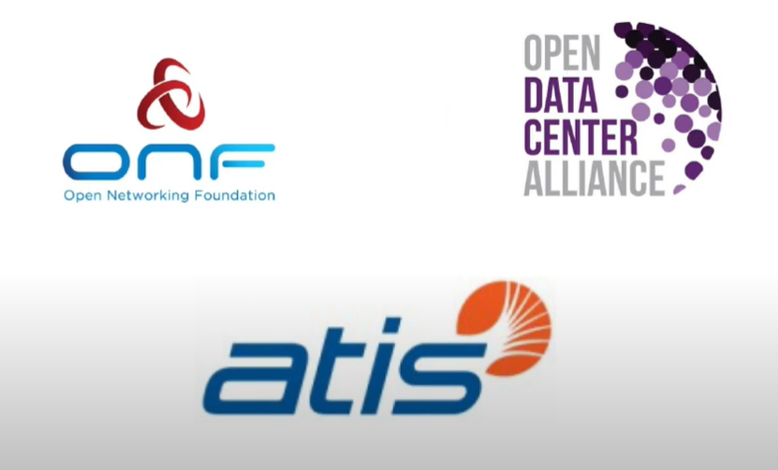 ONF
Open Networking Foundation
OPEN
DATA
CENTER
ALLIANCE
atis